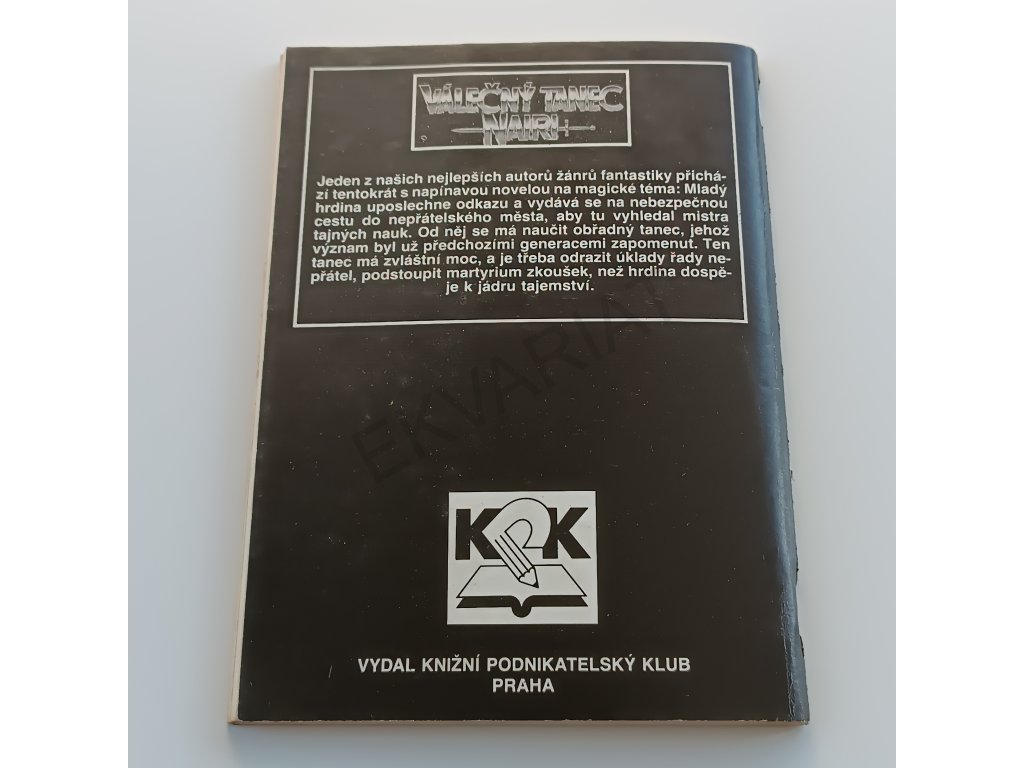 VÁLEČNÝ TANEC
NAIRI
Jeden z našich nejlepších autorů žánrů fantastiky přichá-
zí tentokrát s napínavou novelou na magické téma: Mladý
hrdina uposlechne odkazu a vydává se na nebezpečnou
cestu do nepřátelského města, aby tu vyhledal mistra
tajných nauk. Od něj se má naučit obřadný tanec, jehož
význam byl už předchozími generacemi zapomenut. Ten
tanec má zvláštní moc, a je třeba odrazit úklady řady ne-
přátel, podstoupit martyrium zkoušek, než hrdina dospě-
je k jádru tajemství.
EKVARIAT
KPK
VYDAL KNIŽNÍ PODNIKATELSKÝ KLUB
PRAHA